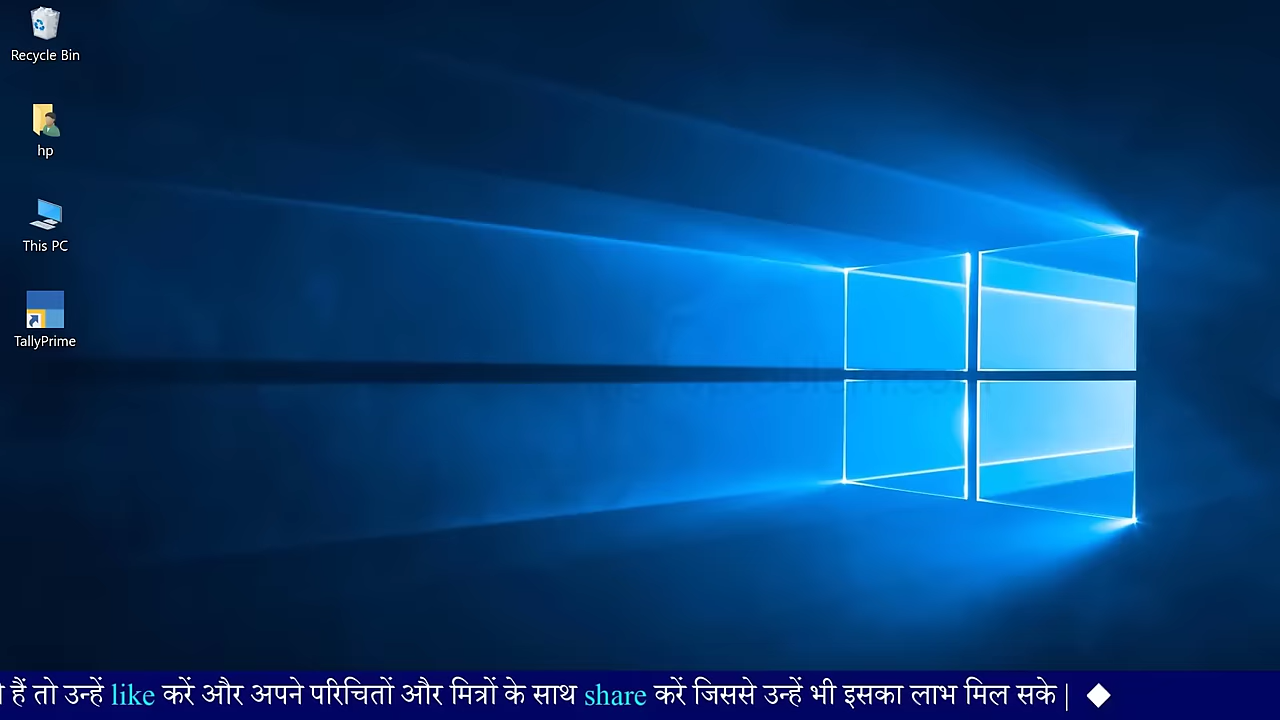 Recycle Bin
hp
This PC
TallyPrime
हैं तो उन्हें like करें और अपने परिचितों और मित्रों के साथ share करें जिससे उन्हें भी इसका लाभ मिल सके | ◆